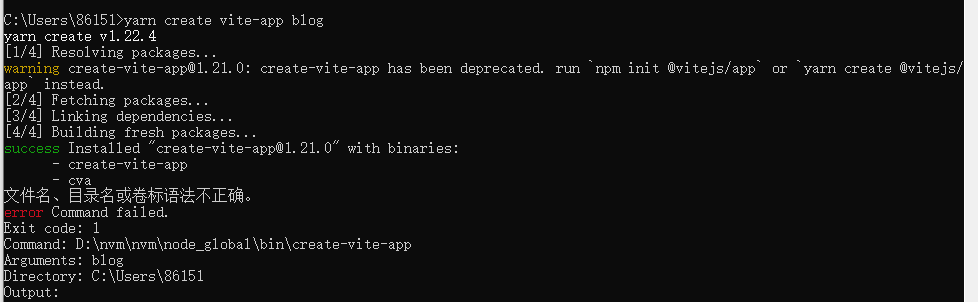 C:\Users\86151>yarn create vite-app blog
yarn create v1.22.4
[1/4] Resolving packages...
warning create-vite-app@1.21.0: create-vite-app has been deprecated. run `npm init @vitejs/app` or `yarn create @vitejs/
app` instead.
[2/4] Fetching packages...
[3/4] Linking dependencies...
[4/4] Building fresh packages...
success Installed "create-vite-app@1.21.0" with binaries:
- create-vite-app
- cva
文件名、目录名或卷标语法不正确。
error Command failed.
Exit code: 1
Command: D:\nvm\nvm\node_global\bin\create-vite-app
Arguments: blog
Directory: C:\Users\86151
Output: